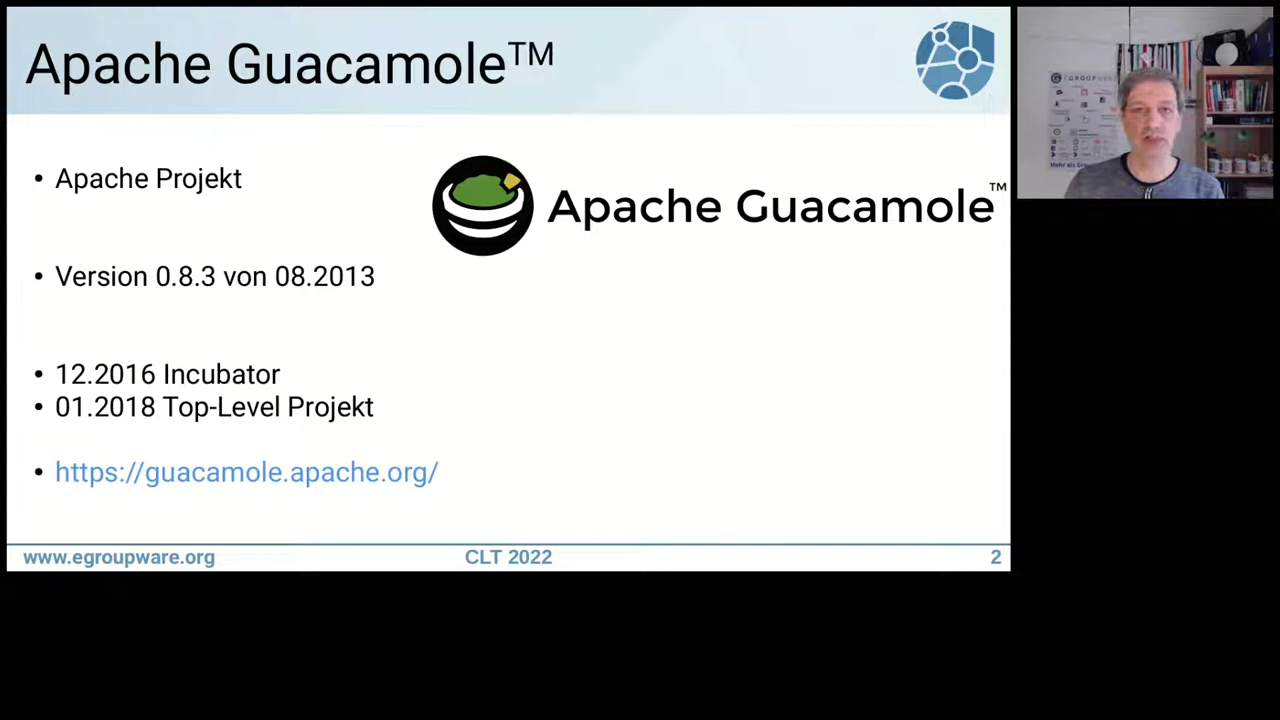 Apache Guacamole™
• Apache Projekt
Apache Guacamole™
• Version 0.8.3 von 08.2013
• 12.2016 Incubator
• 01.2018 Top-Level Projekt
• https://guacamole.apache.org/
www.egroupware.org CLT 2022 2